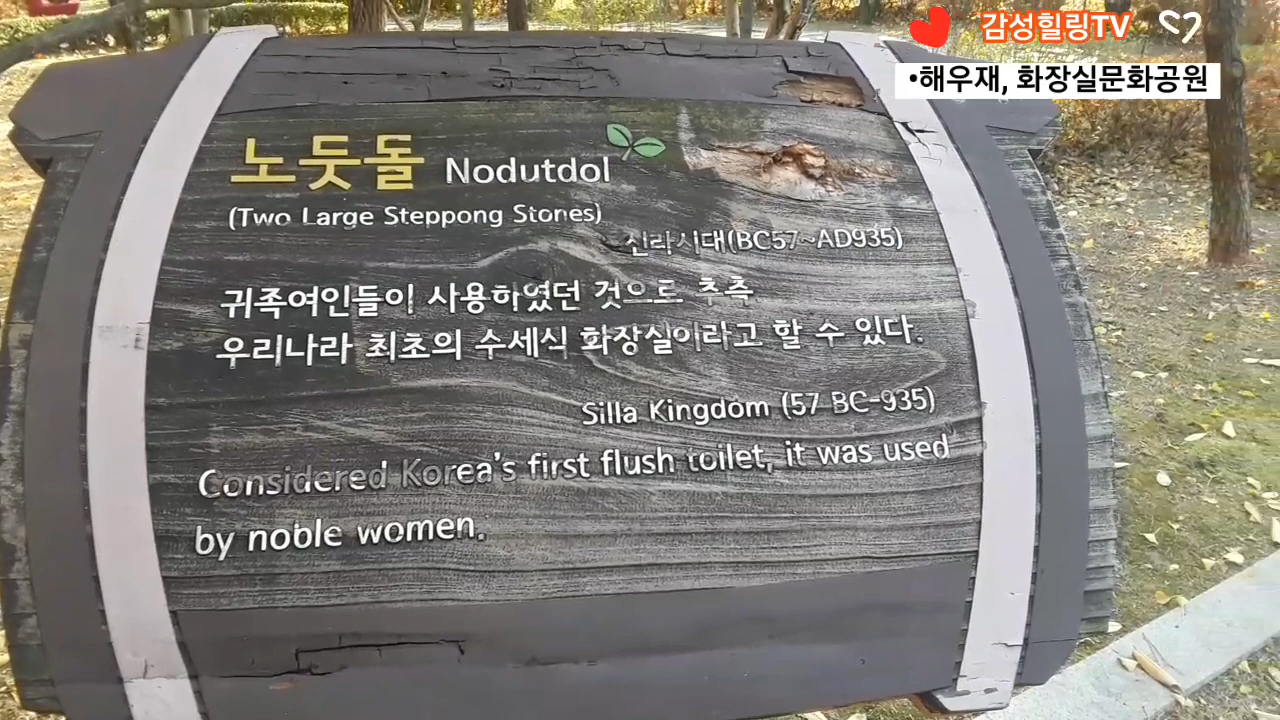 감성힐링TV
•해우재, 화장실문화공원
노둣돌 Nodutdol
(Two Large Steppong Stones)
신라시대(BC57~AD935)
귀족여인들이 사용하였던 것으로 추측
우리나라 최초의 수세식 화장실이라고 할 수 있다.
Silla Kingdom (57 BC-935)
Considered Korea's first flush toilet, it was used
by noble women.